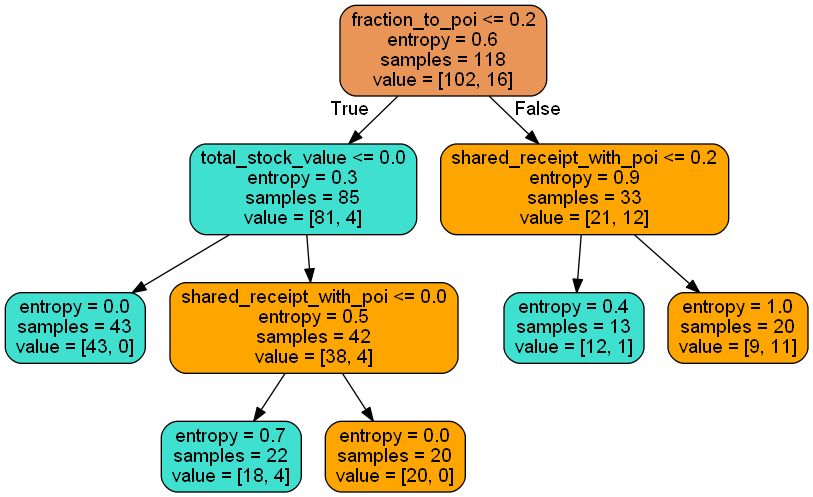 fraction_to_poi <= 0.2
entropy = 0.6
samples = 118
value = [102, 16]
True
False
total_stock_value <= 0.0
entropy = 0.3
samples = 85
value = [81, 4]
shared_receipt_with_poi <= 0.2
entropy = 0.9
samples = 33
value = [21, 12]
entropy = 0.0
samples = 43
value = [43, 0]
shared_receipt_with_poi <= 0.0
entropy = 0.5
samples = 42
value = [38, 4]
entropy = 0.4
samples = 13
value = [12, 1]
entropy = 1.0
samples = 20
value = [9, 11]
entropy = 0.7
samples = 22
value = [18, 4]
entropy = 0.0
samples = 20
value = [20, 0]